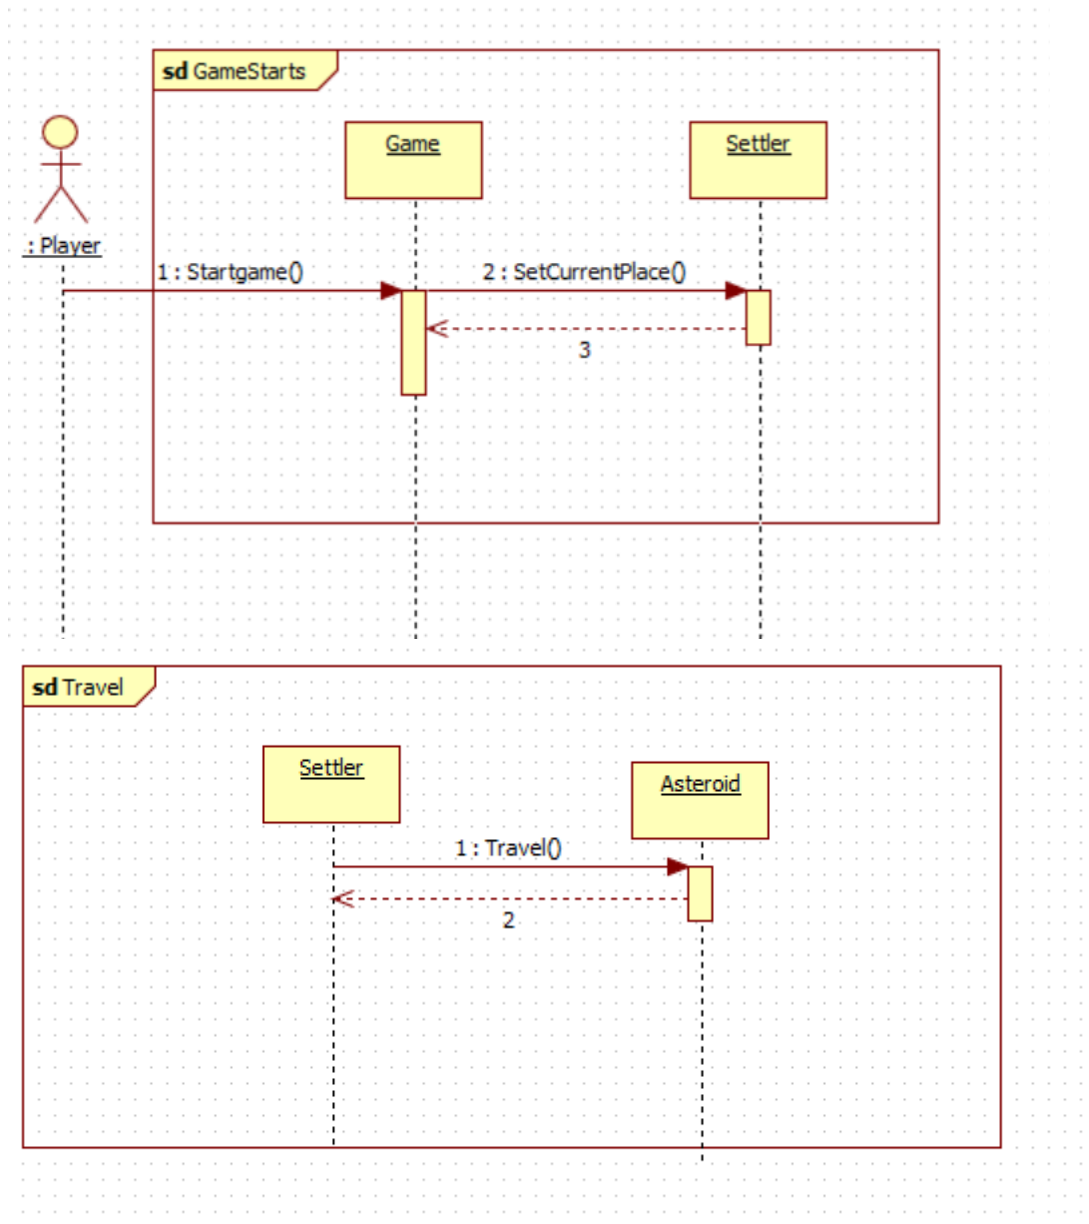 sd GameStarts
Game
Settler
: Player
1 : Startgame()
2 : SetCurrentPlace()
3
sd Travel
Settler
Asteroid
1 : Travel()
2